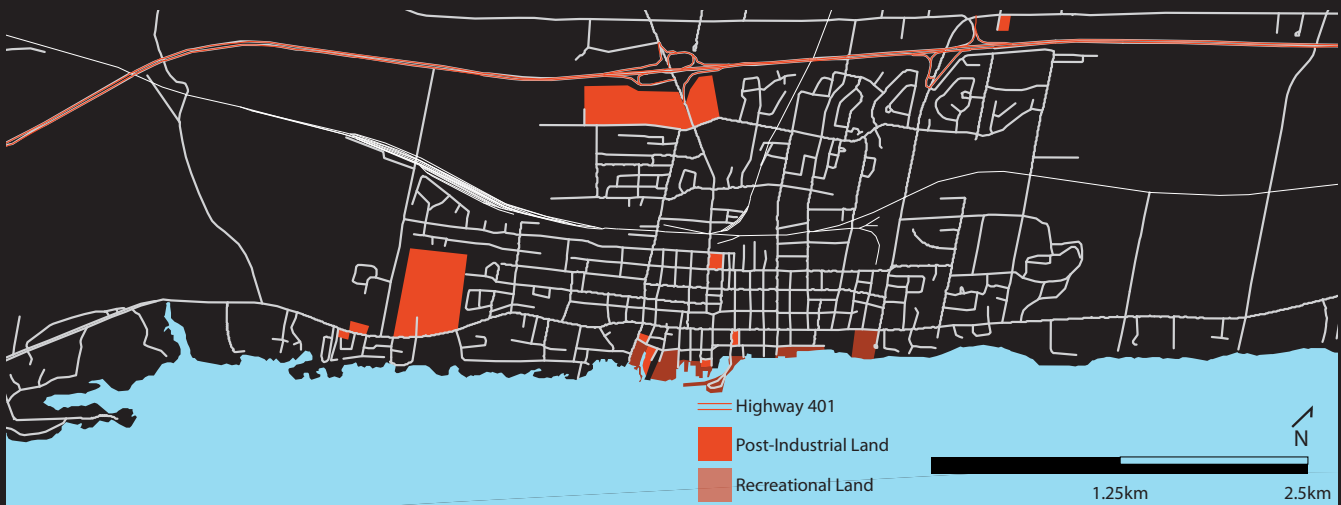 Highway 401
Post-Industrial Land
Recreational Land
N
1.25km
2.5km